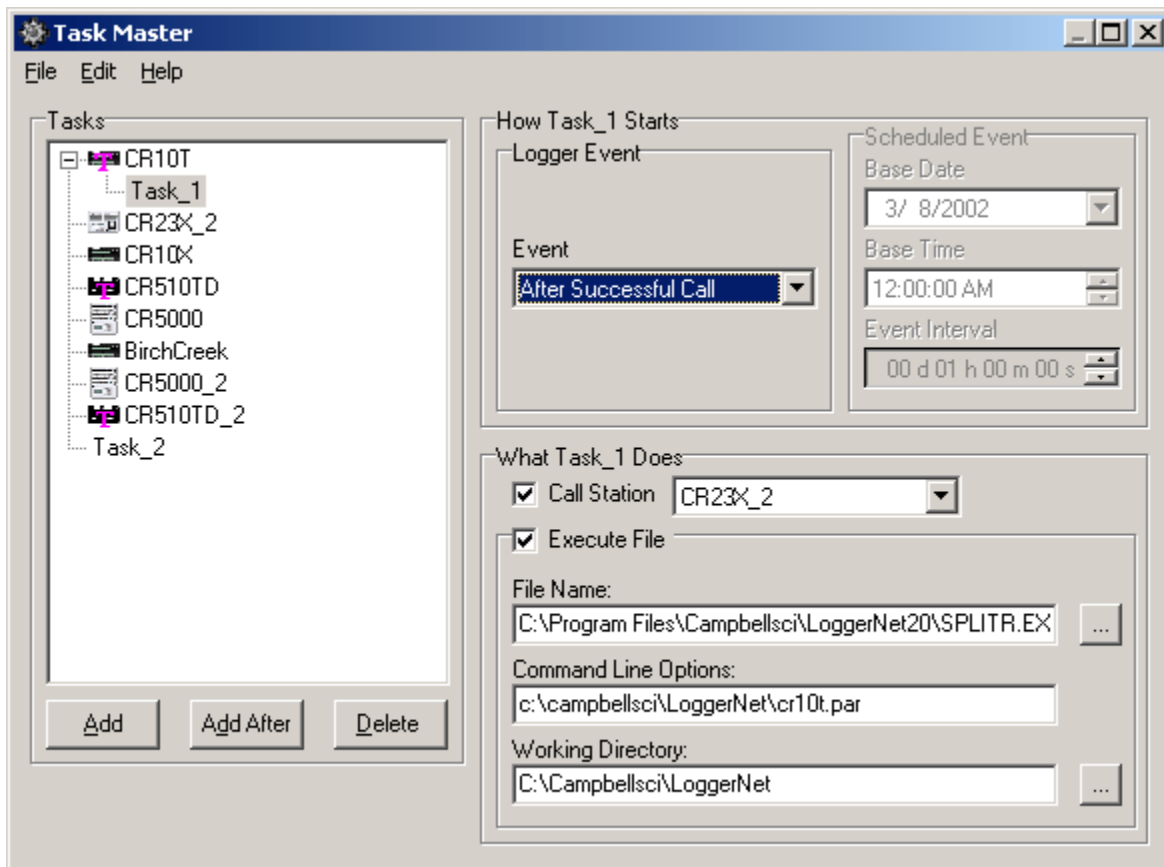 Task Master
File Edit Help
Tasks
CR10T
Task_1
CR23X_2
CR10X
CR510TD
CR5000
BirchCreek
CR5000_2
CR510TD_2
Task_2
Add Add After Delete
How Task_1 Starts
Logger Event
Event
After Successful Call
Scheduled Event
Base Date
3/ 8/2002
Base Time
12:00:00 AM
Event Interval
00 d 01 h 00 m 00 s
What Task_1 Does
Call Station CR23X_2
Execute File
File Name:
C:\Program Files\Campbellsci\LoggerNet20\SPLITR.EX
...
Command Line Options:
c:\campbellsci\LoggerNet\cr10t.par
Working Directory:
C:\Campbellsci\LoggerNet
...